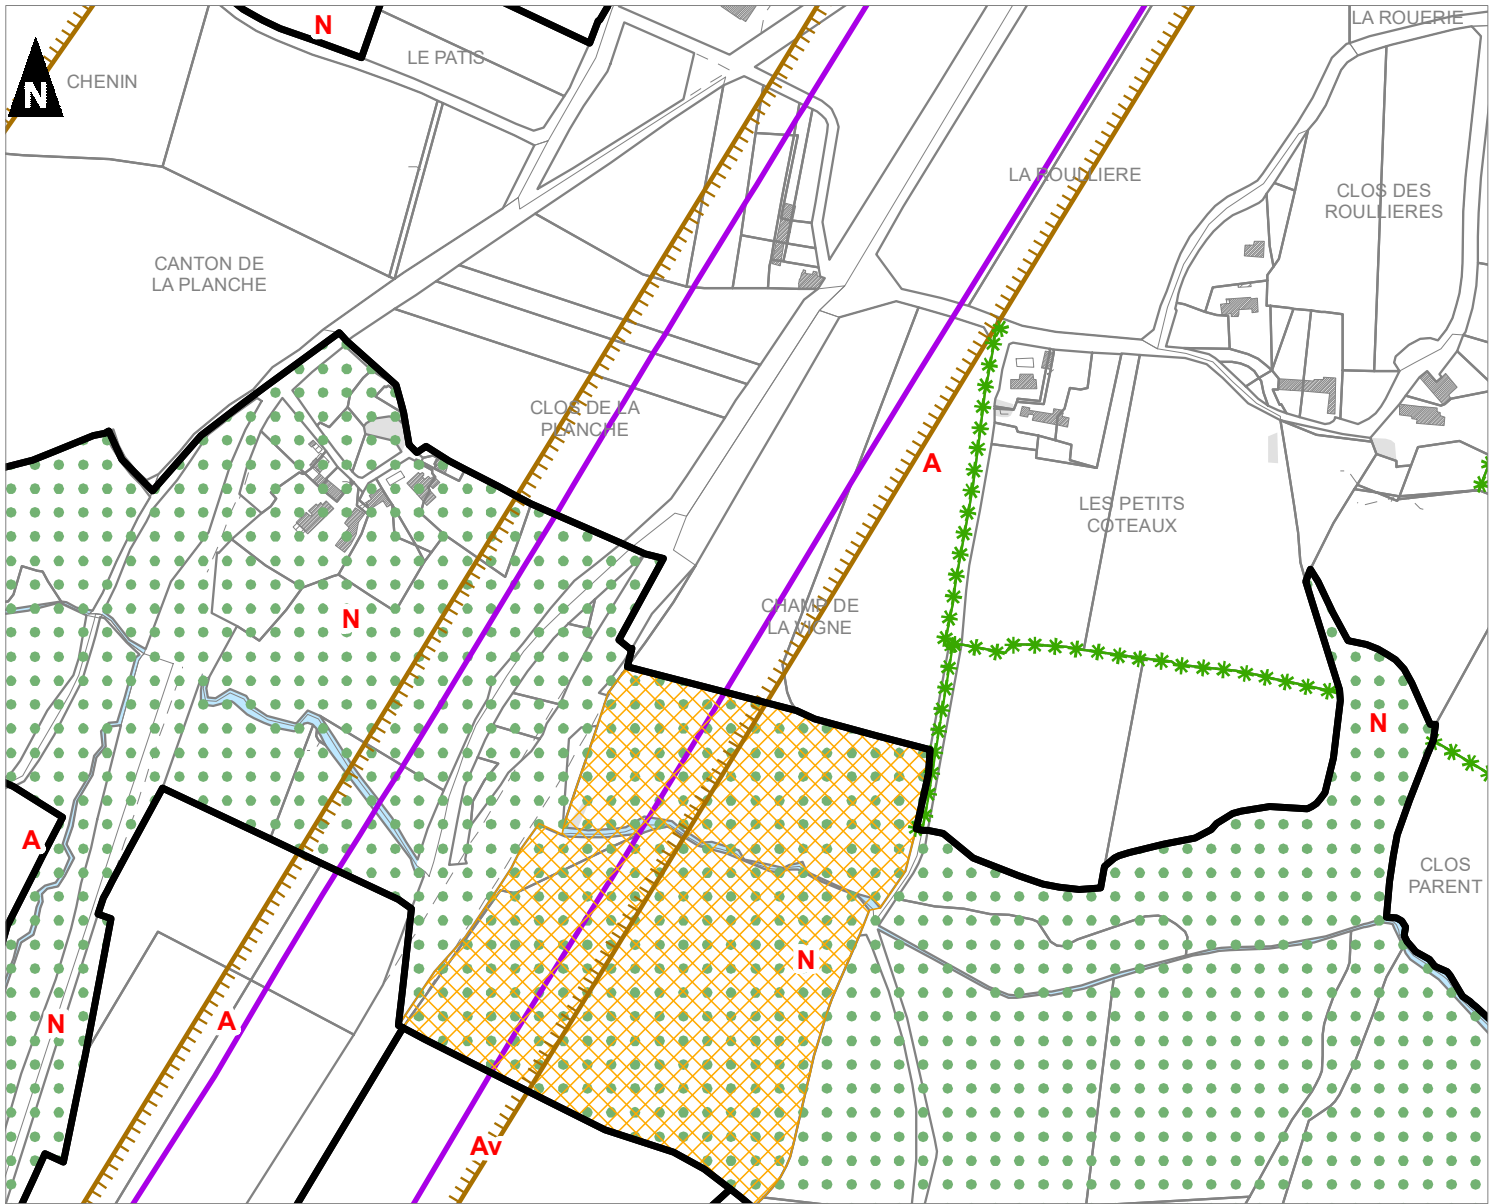 N
LA ROUERIE
LE PATIS
CHENIN
N
LA ROULLIERE
CLOS DES
ROULLIERES
CANTON DE
LA PLANCHE
CLOS DE LA
PLANCHE
A
LES PETITS
COTEAUX
CHAMP DE
LA VIGNE
N
N
A
CLOS
PARENT
N
N
A
Av